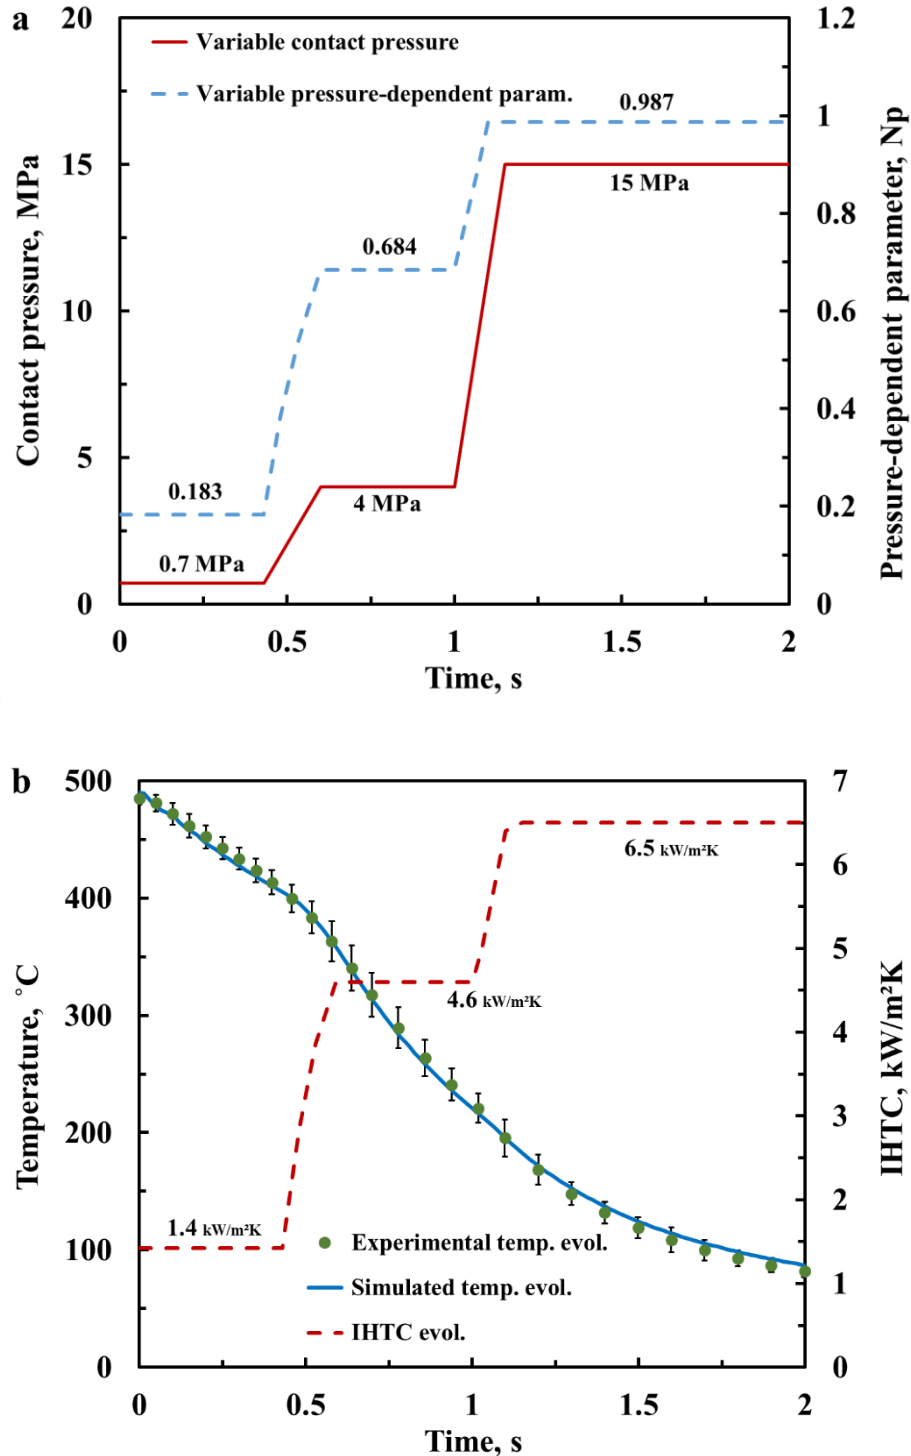 a
20
15
10
5
0
Contact pressure, MPa
Variable contact pressure
Variable pressure-dependent param.
0.987
15 MPa
0.684
4 MPa
0.183
0.7 MPa
1.2
1
0.8
0.6
0.4
0.2
0
Pressure-dependent parameter, Np
0 0.5 1 1.5 2
Time, s
b
500
400
300
200
100
0
Temperature, ˚C
6.5 kW/m²K
4.6 kW/m²K
1.4 kW/m²K
Experimental temp. evol.
Simulated temp. evol.
IHTC evol.
7
6
5
4
3
2
1
0
IHTC, kW/m²K
0 0.5 1 1.5 2
Time, s